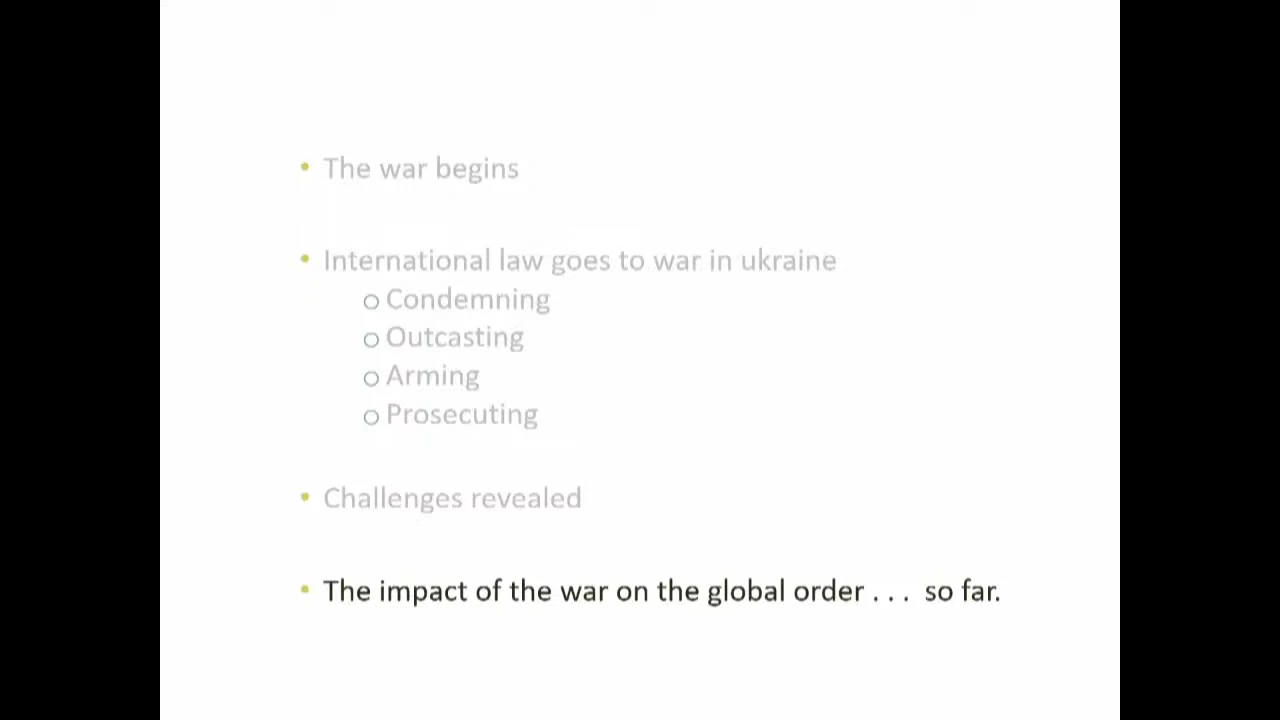 • The war begins
• International law goes to war in ukraine
o Condemning
o Outcasting
o Arming
o Prosecuting
• Challenges revealed
• The impact of the war on the global order . . . so far.